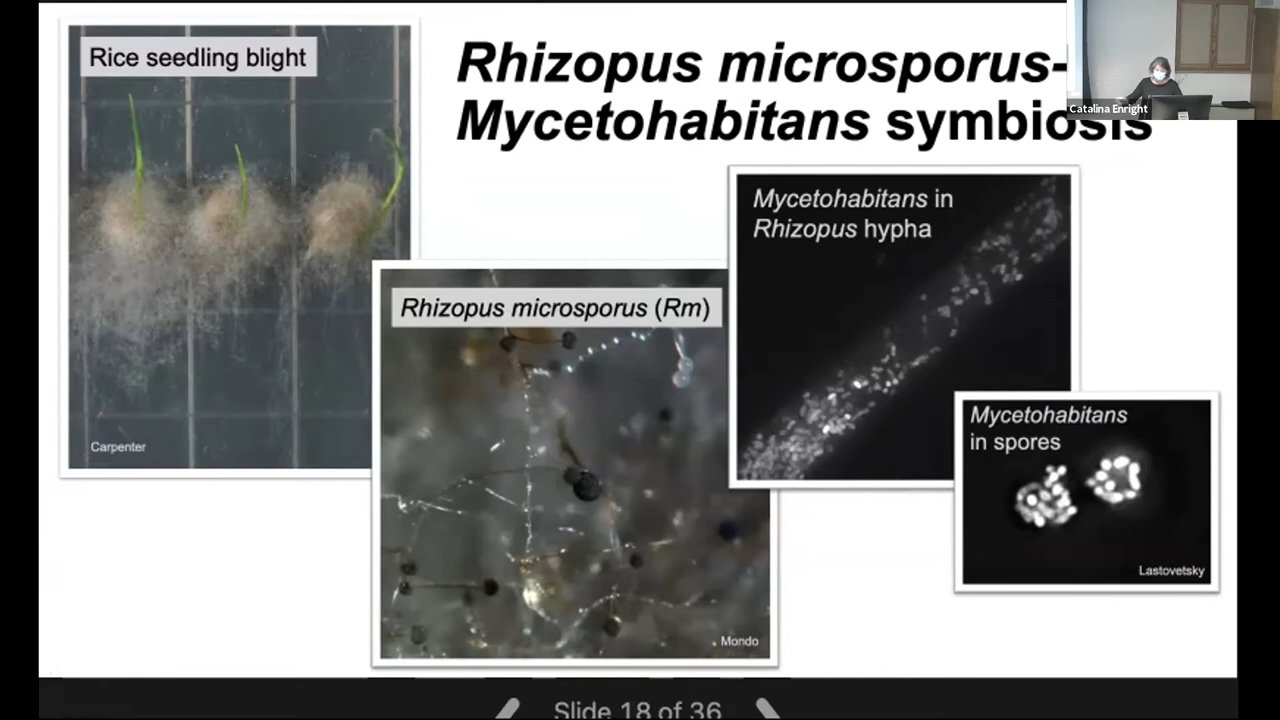 Rice seedling blight
Rhizopus microsporus-
Mycetohabitans symbiosis
Catalina Enright
Mycetohabitans in
Rhizopus hypha
Rhizopus microsporus (Rm)
Mycetohabitans
in spores
Carpenter
Lastovetsky
Mondo
Slide 18 of 36